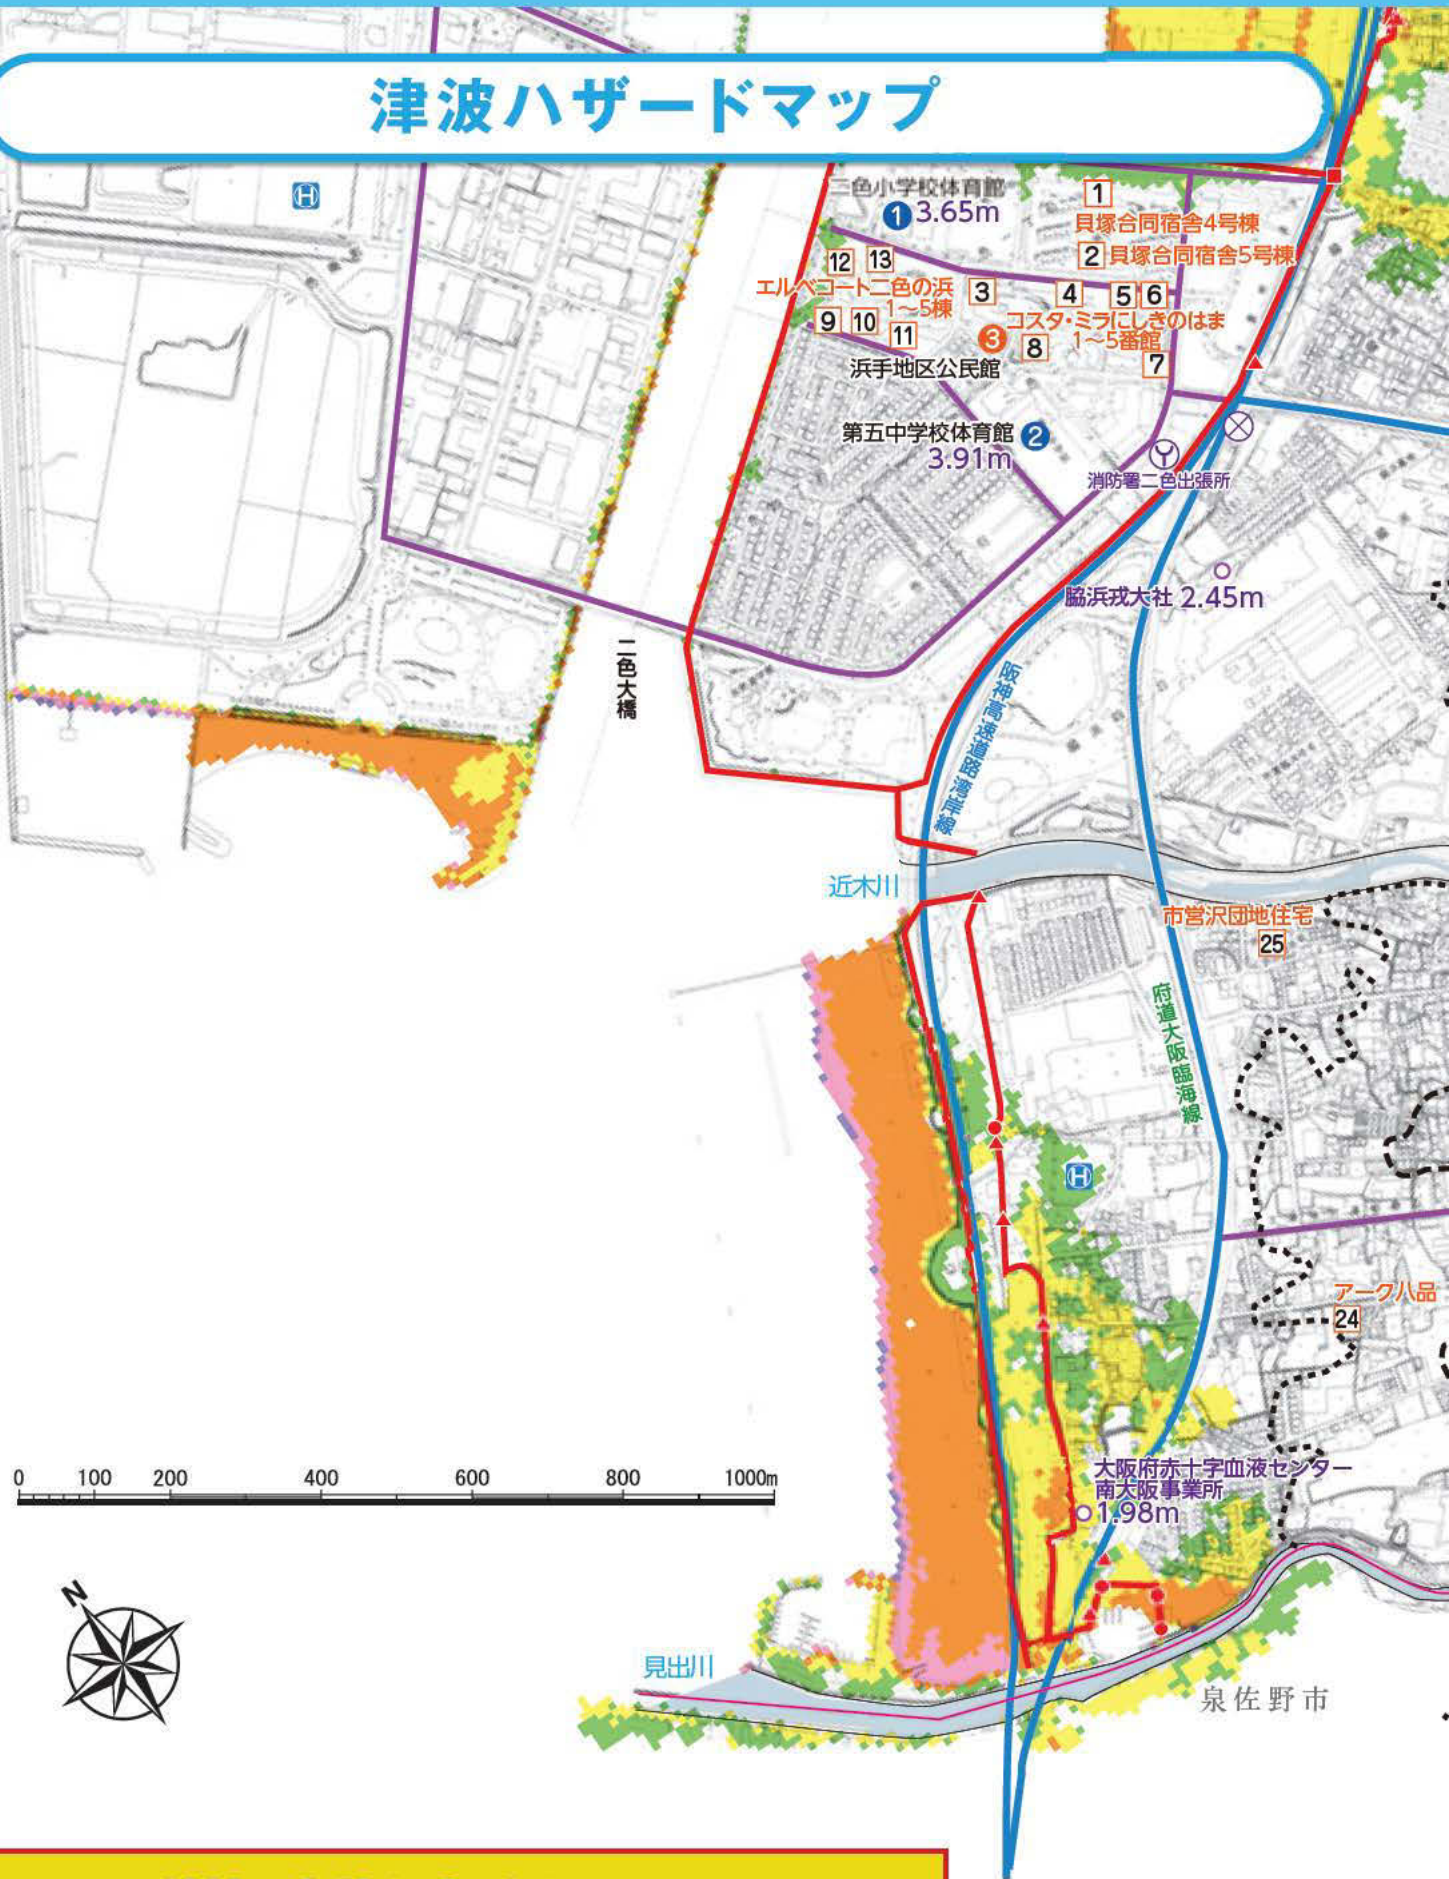 津波ハザードマップ
H
二色小学校体育館
1 3.65m
1
貝塚合同宿舎4号棟
2 貝塚合同宿舎5号棟
12 13
エルベコート二色の浜
1〜5棟
3
4
5 6
9 10
11
コスタ・ミラにしきのはま
1〜5番館
3
8
7
浜手地区公民館
第五中学校体育館 2
3.91m
消防署二色出張所
脇浜戎大社 2.45m
二色大橋
阪神高速道路湾岸線
近木川
市営沢団地住宅
25
府道大阪臨海線
H
アーク八品
24
0 100 200 400 600 800 1000m
大阪府赤十字血液センター
南大阪事業所
1.98m
N
見出川
泉佐野市